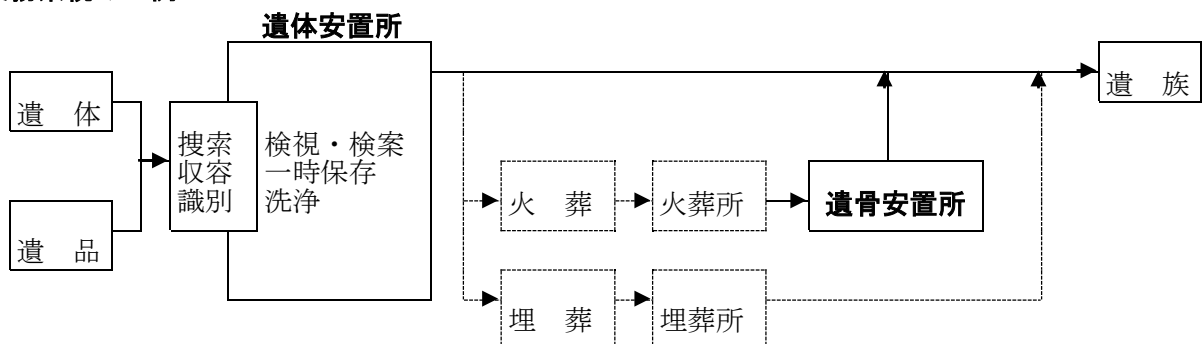 遺体安置所
遺　体
遺　品
捜索
収容
識別
検視・検案
一時保存
洗浄
火　葬
火葬所
遺骨安置所
埋　葬
埋葬所
遺　族